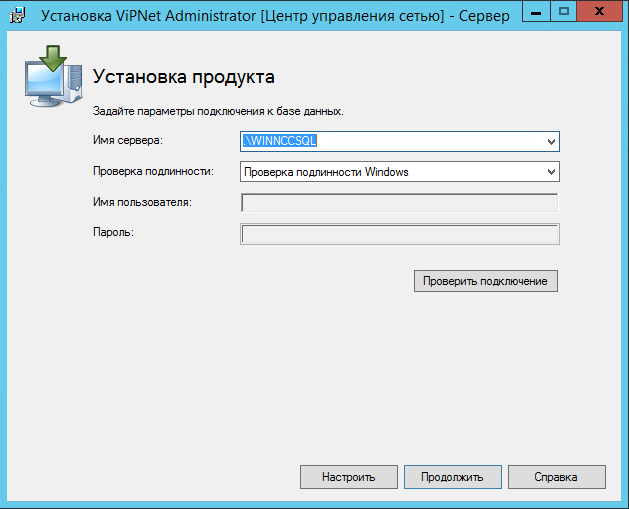 Установка ViPNet Administrator [Центр управления сетью] - Сервер
Установка продукта
Задайте параметры подключения к базе данных.
Имя сервера: .\WINNCCSQL
Проверка подлинности: Проверка подлинности Windows
Имя пользователя:
Пароль:
Проверить подключение
Настроить Продолжить Справка